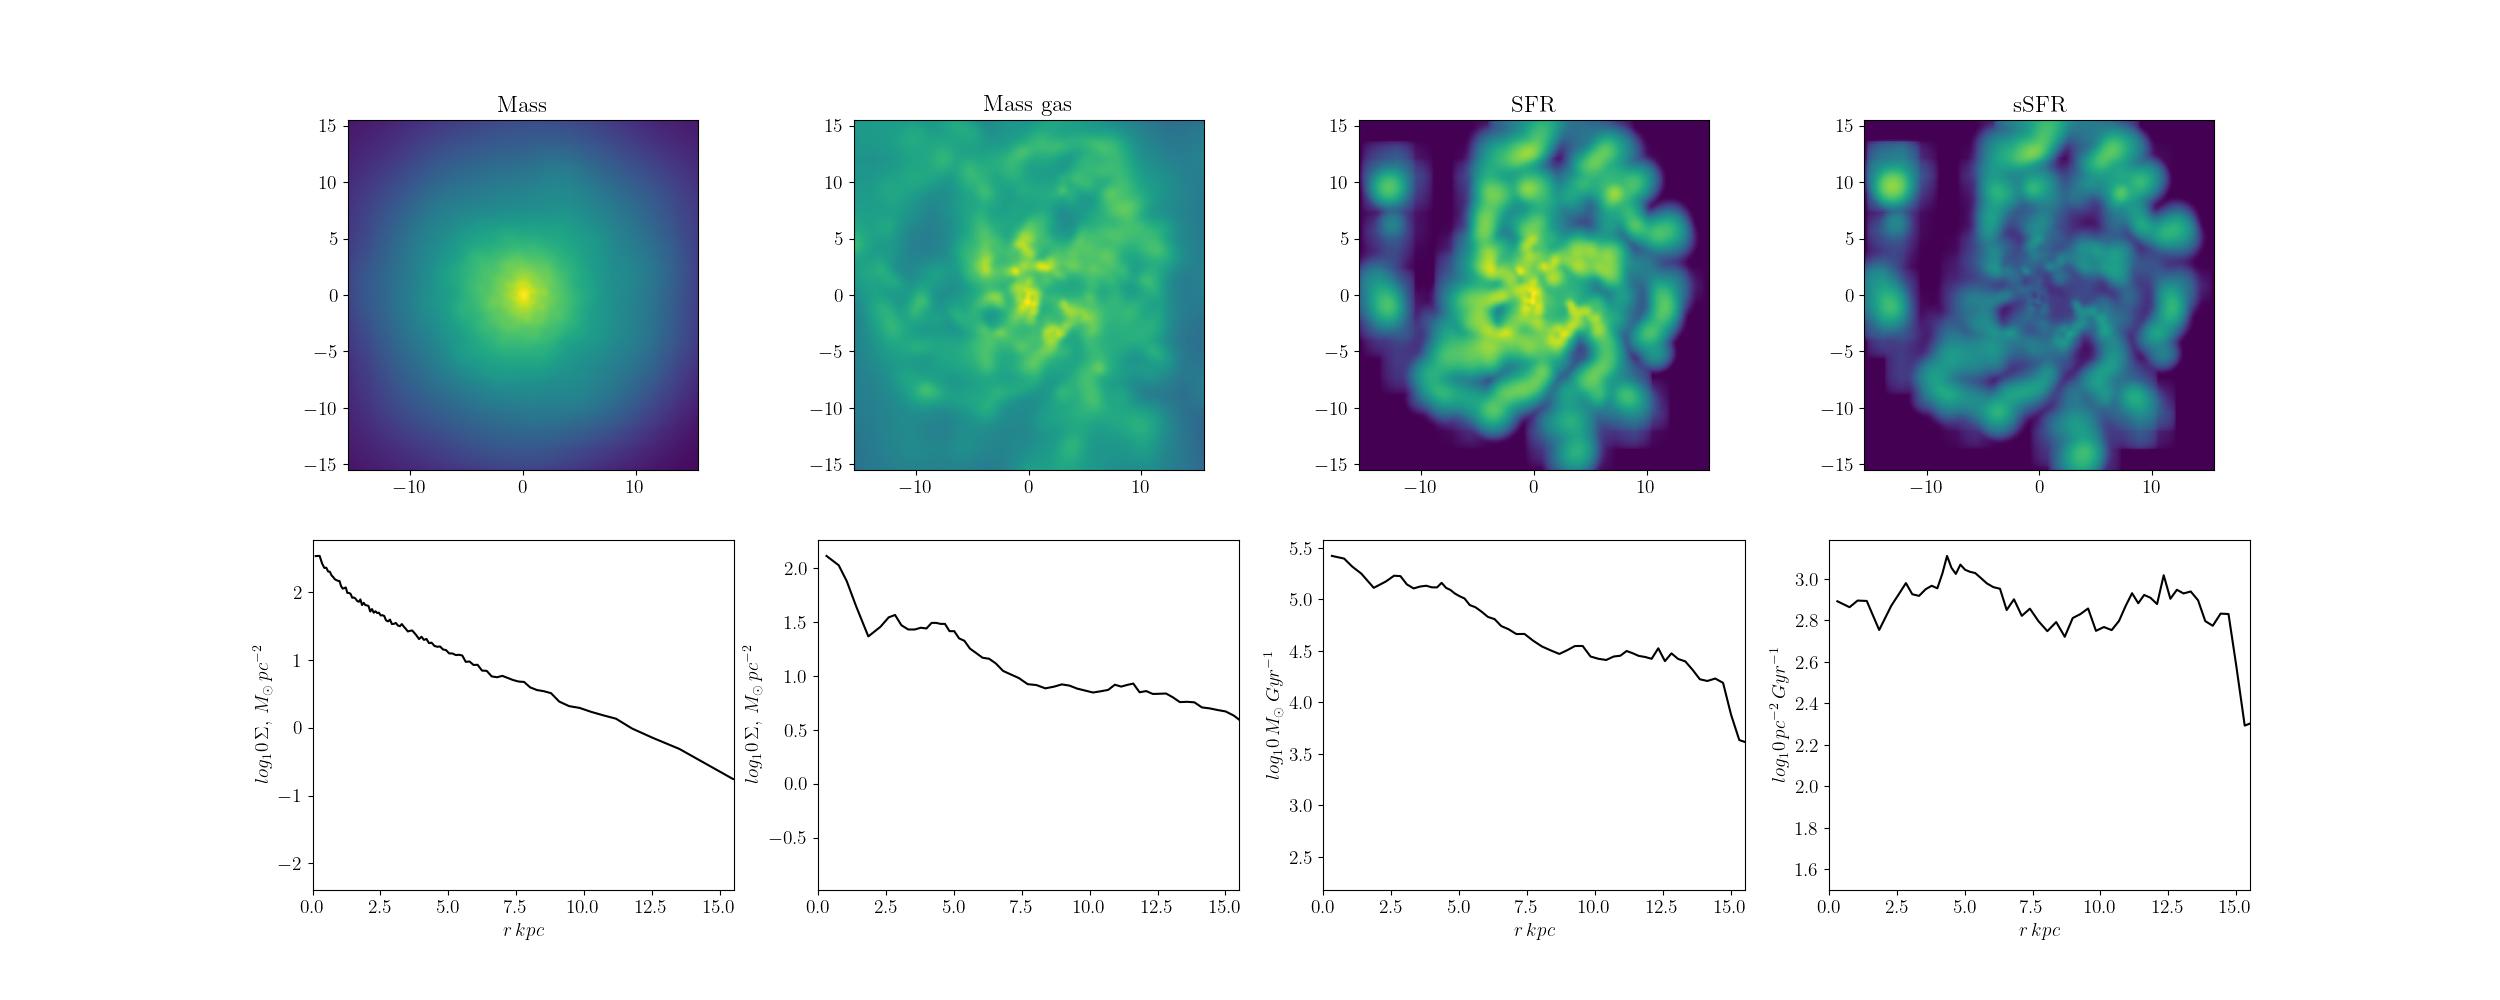 Mass Mass gas SFR sSFR
15 15 15 15
10 10 10 10
5 5 5 5
0 0 0 0
−5 −5 −5 −5
−10 −10 −10 −10
−15 −15 −15 −15
−10 0 10 −10 0 10 −10 0 10 −10 0 10
log₁0 Σ, M⊙ pc⁻²
2
1
0
−1
−2
0.0 2.5 5.0 7.5 10.0 12.5 15.0
r kpc
log₁0 Σ, M⊙ pc⁻²
2.0
1.5
1.0
0.5
0.0
−0.5
0.0 2.5 5.0 7.5 10.0 12.5 15.0
log₁0 M⊙ Gyr⁻¹
5.5
5.0
4.5
4.0
3.5
3.0
2.5
0.0 2.5 5.0 7.5 10.0 12.5 15.0
r kpc
log₁0 pc⁻² Gyr⁻¹
3.0
2.8
2.6
2.4
2.2
2.0
1.8
1.6
0.0 2.5 5.0 7.5 10.0 12.5 15.0
r kpc